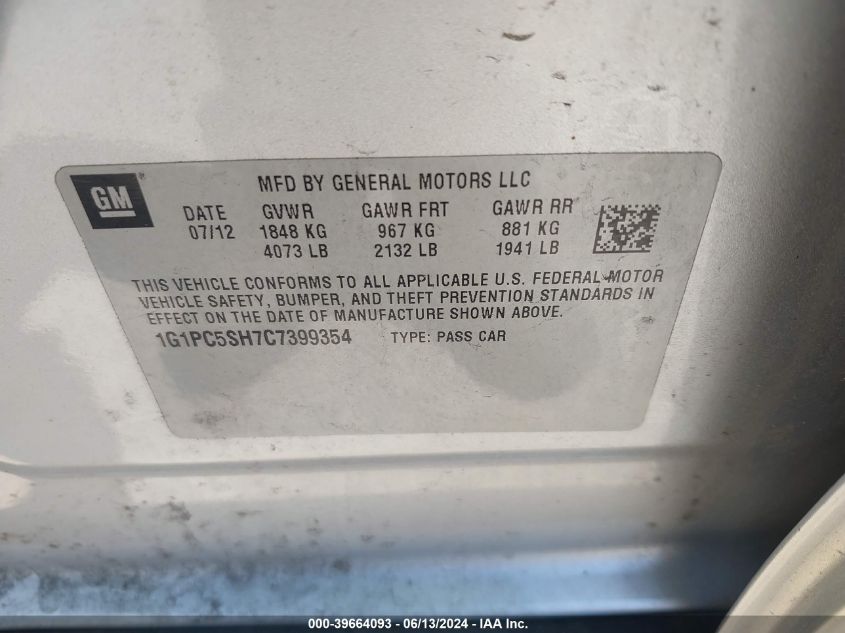 GM®
MFD BY GENERAL MOTORS LLC
DATE GVWR GAWR FRT GAWR RR
07/12 1848 KG 967 KG 881 KG
4073 LB 2132 LB 1941 LB
THIS VEHICLE CONFORMS TO ALL APPLICABLE U.S. FEDERAL MOTOR
VEHICLE SAFETY, BUMPER, AND THEFT PREVENTION STANDARDS IN
EFFECT ON THE DATE OF MANUFACTURE SHOWN ABOVE.
1G1PC5SH7C7399354 TYPE: PASS CAR
000-39664093 - 06/13/2024 - IAA Inc.